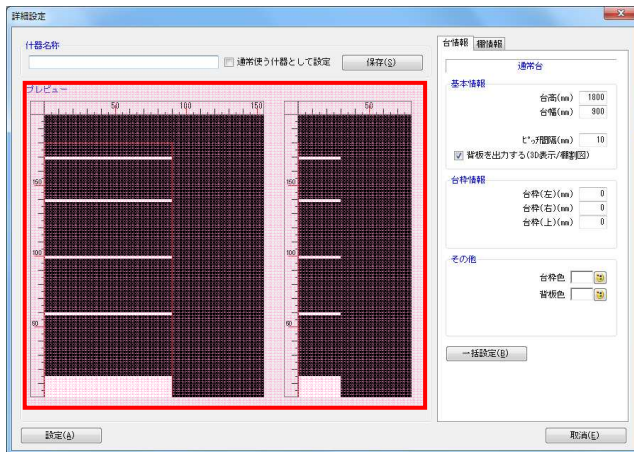 詳細設定
什器名称
通常使う什器として設定
保存(S)
プレビュー
50
100
150
50
150
100
50
150
100
50
台情報
棚情報
通常台
基本情報
台高(mm) 1800
台幅(mm) 900
ピッチ間隔(mm) 10
背板を出力する(3D表示/棚割図)
台枠情報
台枠(左)(mm) 0
台枠(右)(mm) 0
台枠(上)(mm) 0
その他
台枠色
背板色
一括設定(B)
設定(A)
取消(E)